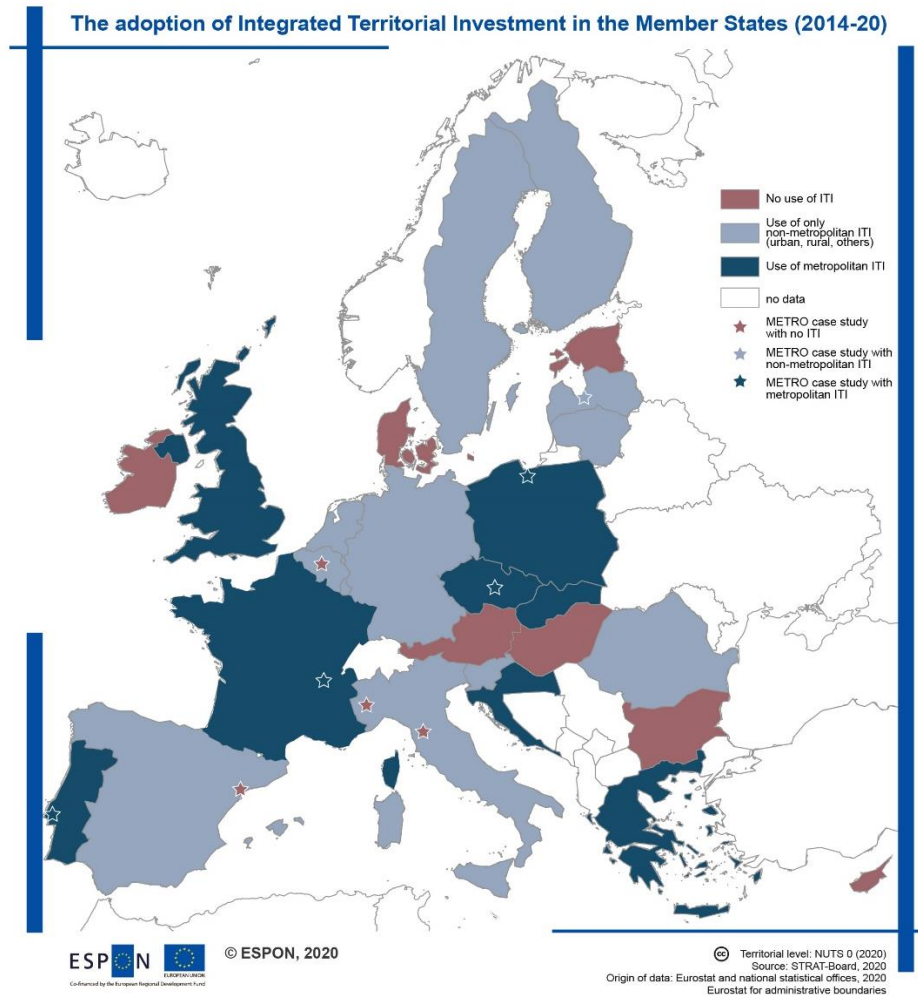 The adoption of Integrated Territorial Investment in the Member States (2014-20)
No use of ITI
Use of only
non-metropolitan ITI
(urban, rural, others)
Use of metropolitan ITI
no data
METRO case study
with no ITI
METRO case study with
non-metropolitan ITI
METRO case study with
metropolitan ITI
ESPON
EUROPEAN UNION
Co-financed by the European Regional Development Fund
© ESPON, 2020
cc Territorial level: NUTS 0 (2020)
Source: STRAT-Board, 2020
Origin of data: Eurostat and national statistical offices, 2020
Eurostat for administrative boundaries